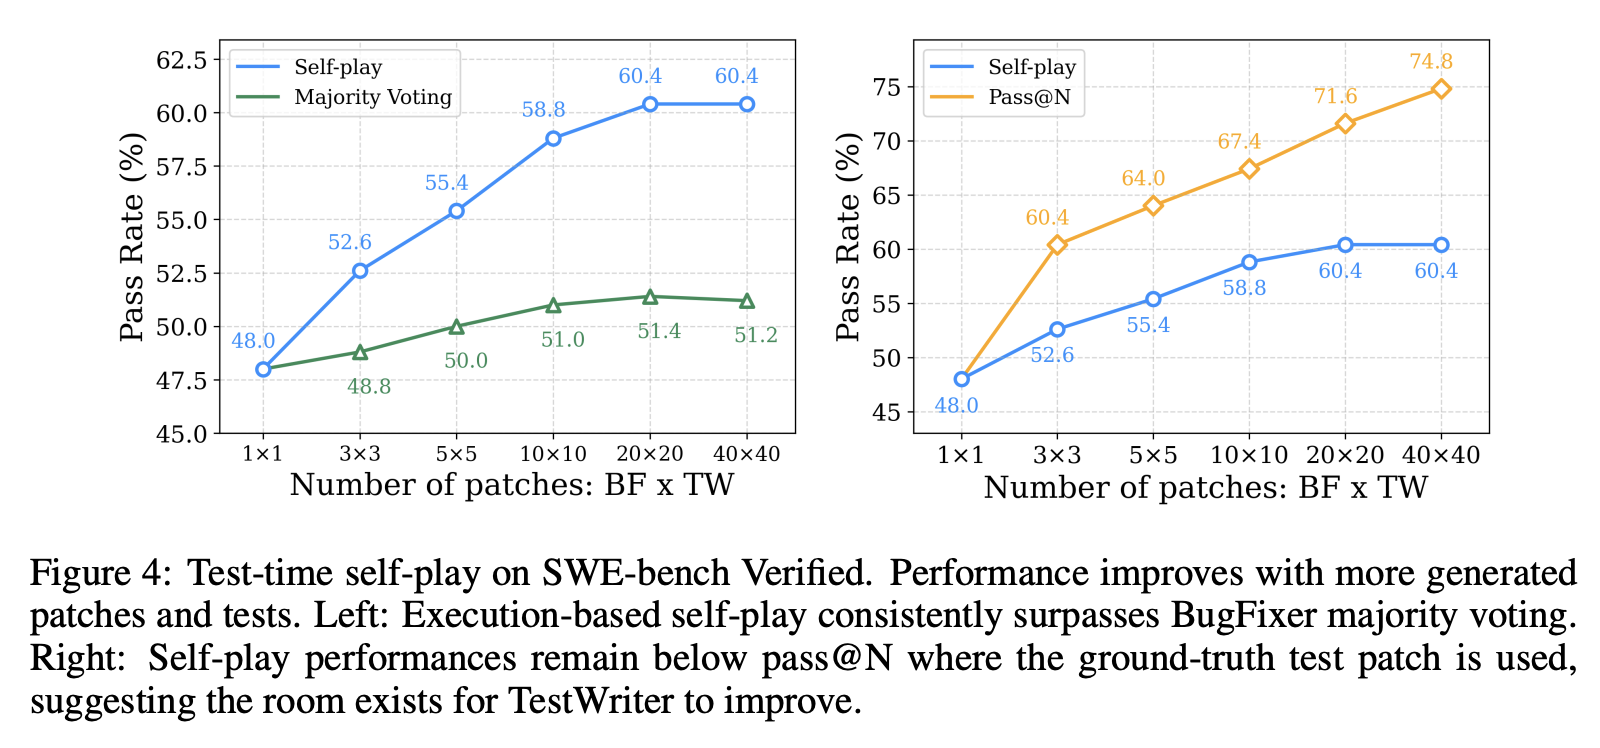 62.5
60.0
57.5
55.0
52.5
50.0
47.5
45.0
Pass Rate (%)
Self-play
Majority Voting
48.0
52.6
55.4
58.8
60.4
60.4
48.8
50.0
51.0
51.4
51.2
1×1 3×3 5×5 10×10 20×20 40×40
Number of patches: BF x TW
75
70
65
60
55
50
45
Pass Rate (%)
Self-play
Pass@N
60.4
64.0
67.4
71.6
74.8
48.0
52.6
55.4
58.8
60.4
60.4
1×1 3×3 5×5 10×10 20×20 40×40
Number of patches: BF x TW
Figure 4: Test-time self-play on SWE-bench Verified. Performance improves with more generated
patches and tests. Left: Execution-based self-play consistently surpasses BugFixer majority voting.
Right: Self-play performances remain below pass@N where the ground-truth test patch is used,
suggesting the room exists for TestWriter to improve.